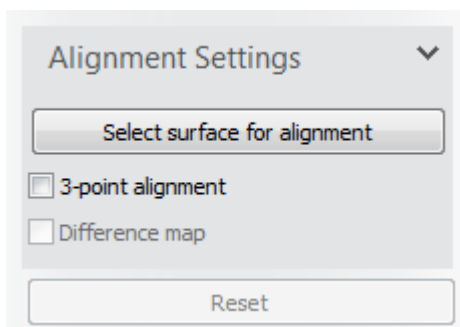 Alignment Settings
Select surface for alignment
3-point alignment
Difference map
Reset